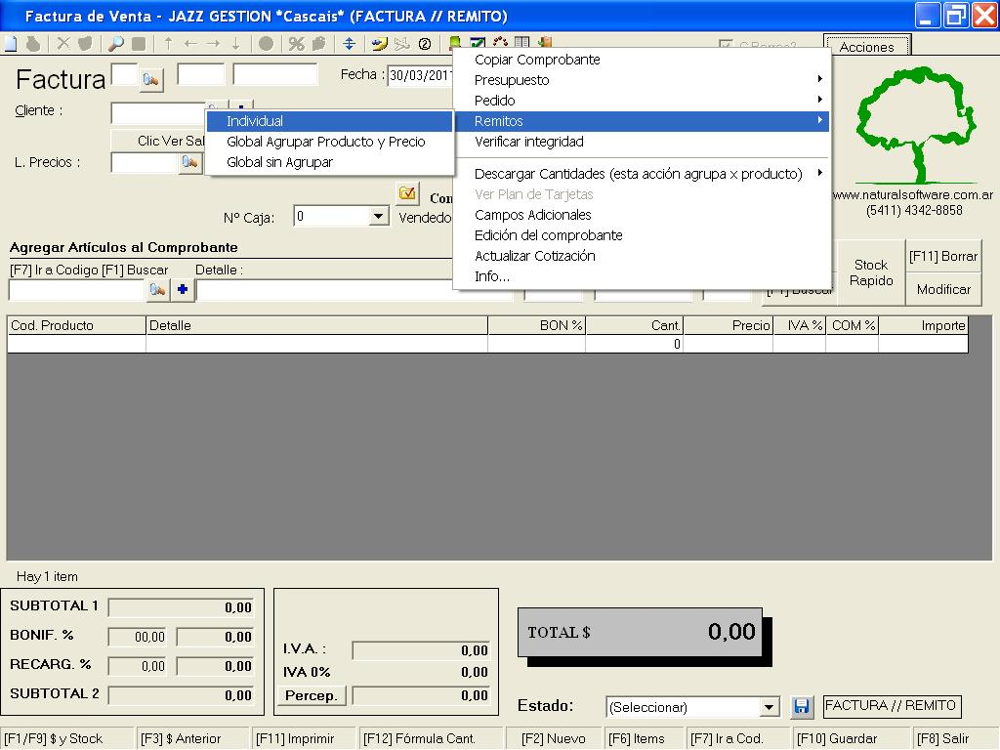 Factura de Venta - JAZZ GESTION *Cascais* (FACTURA // REMITO)
Acciones
Factura
Fecha :
30/03/2011
Cliente :
Clic Ver Sal
L. Precios :
Nº Caja:
0
Con
Vendedo
Copiar Comprobante
Presupuesto
Pedido
Remitos
Verificar integridad
Descargar Cantidades (esta acción agrupa x producto)
Ver Plan de Tarjetas
Campos Adicionales
Edición del comprobante
Actualizar Cotización
Info...
Individual
Global Agrupar Producto y Precio
Global sin Agrupar
www.naturalsoftware.com.ar
(5411) 4342-8858
Agregar Artículos al Comprobante
[F7] Ir a Codigo [F1] Buscar
Detalle :
[F1] Buscar
Stock Rapido
[F11] Borrar
Modificar
Cod. Producto Detalle BON % Cant. Precio IVA % COM % Importe
0
Hay 1 item
SUBTOTAL 1 0,00
BONIF. % 00,00 0,00
RECARG. % 0,00 0,00
SUBTOTAL 2 0,00
I.V.A. : 0,00
IVA 0% 0,00
Percep. 0,00
TOTAL $ 0,00
Estado: (Seleccionar) FACTURA // REMITO
[F1/F9] $ y Stock [F3] $ Anterior [F11] Imprimir [F12] Fórmula Cant. [F2] Nuevo [F6] Items [F7] Ir a Cod. [F10] Guardar [F8] Salir